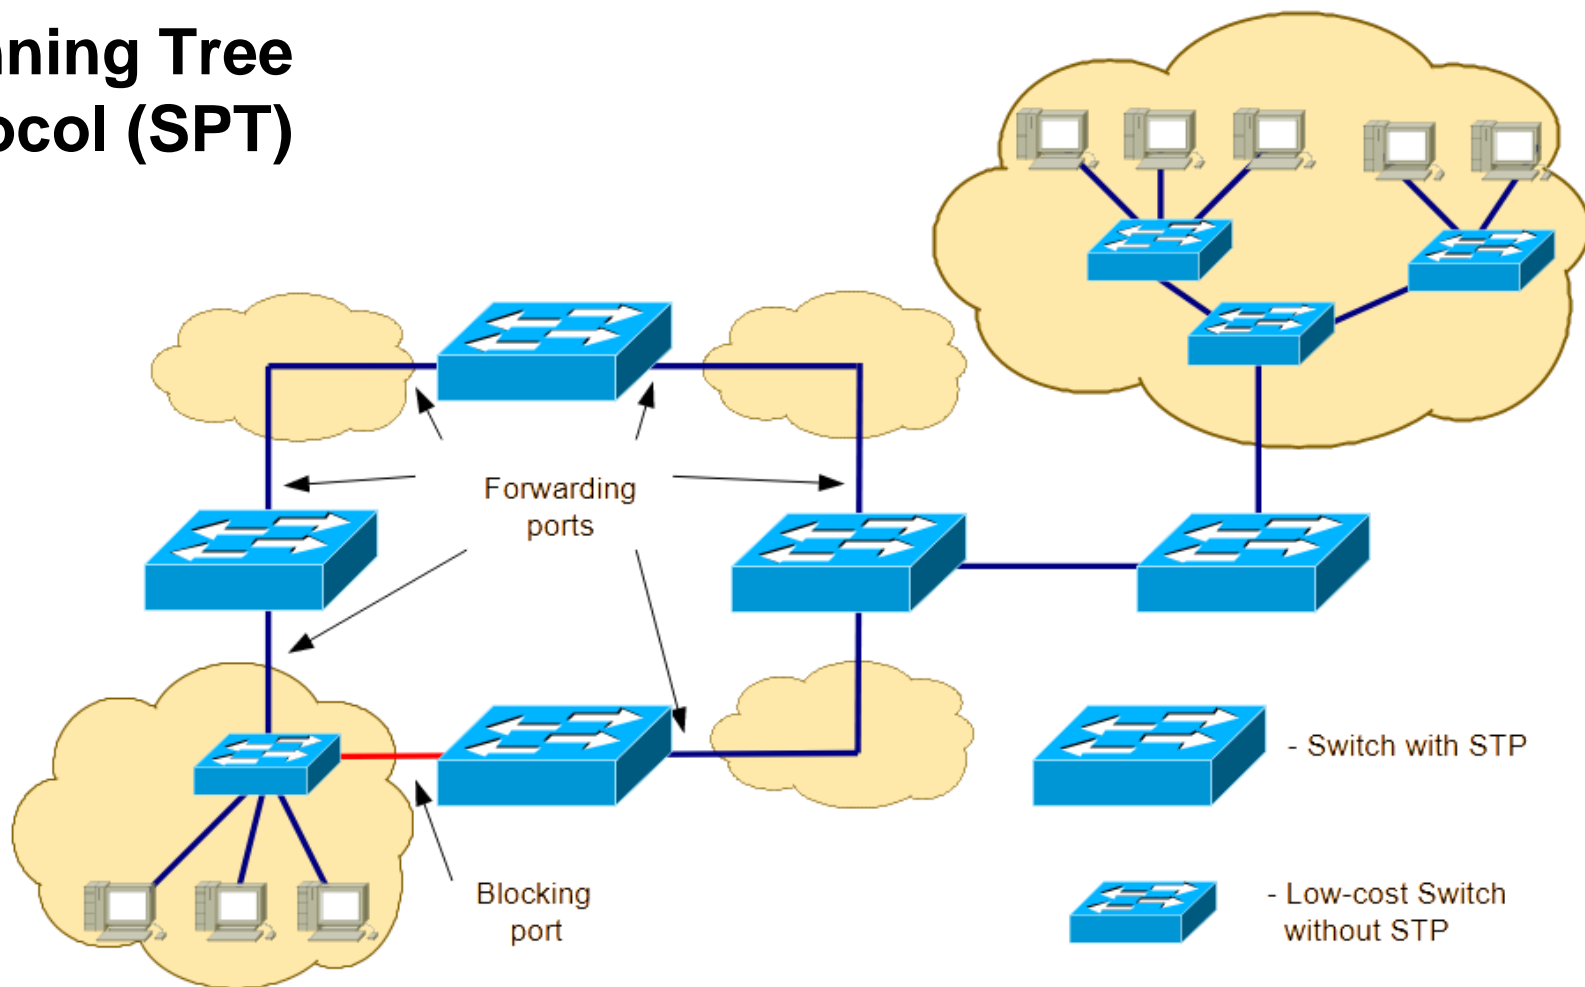 nning Tree
ocol (SPT)
Forwarding
ports
Blocking
port
- Switch with STP
- Low-cost Switch
without STP